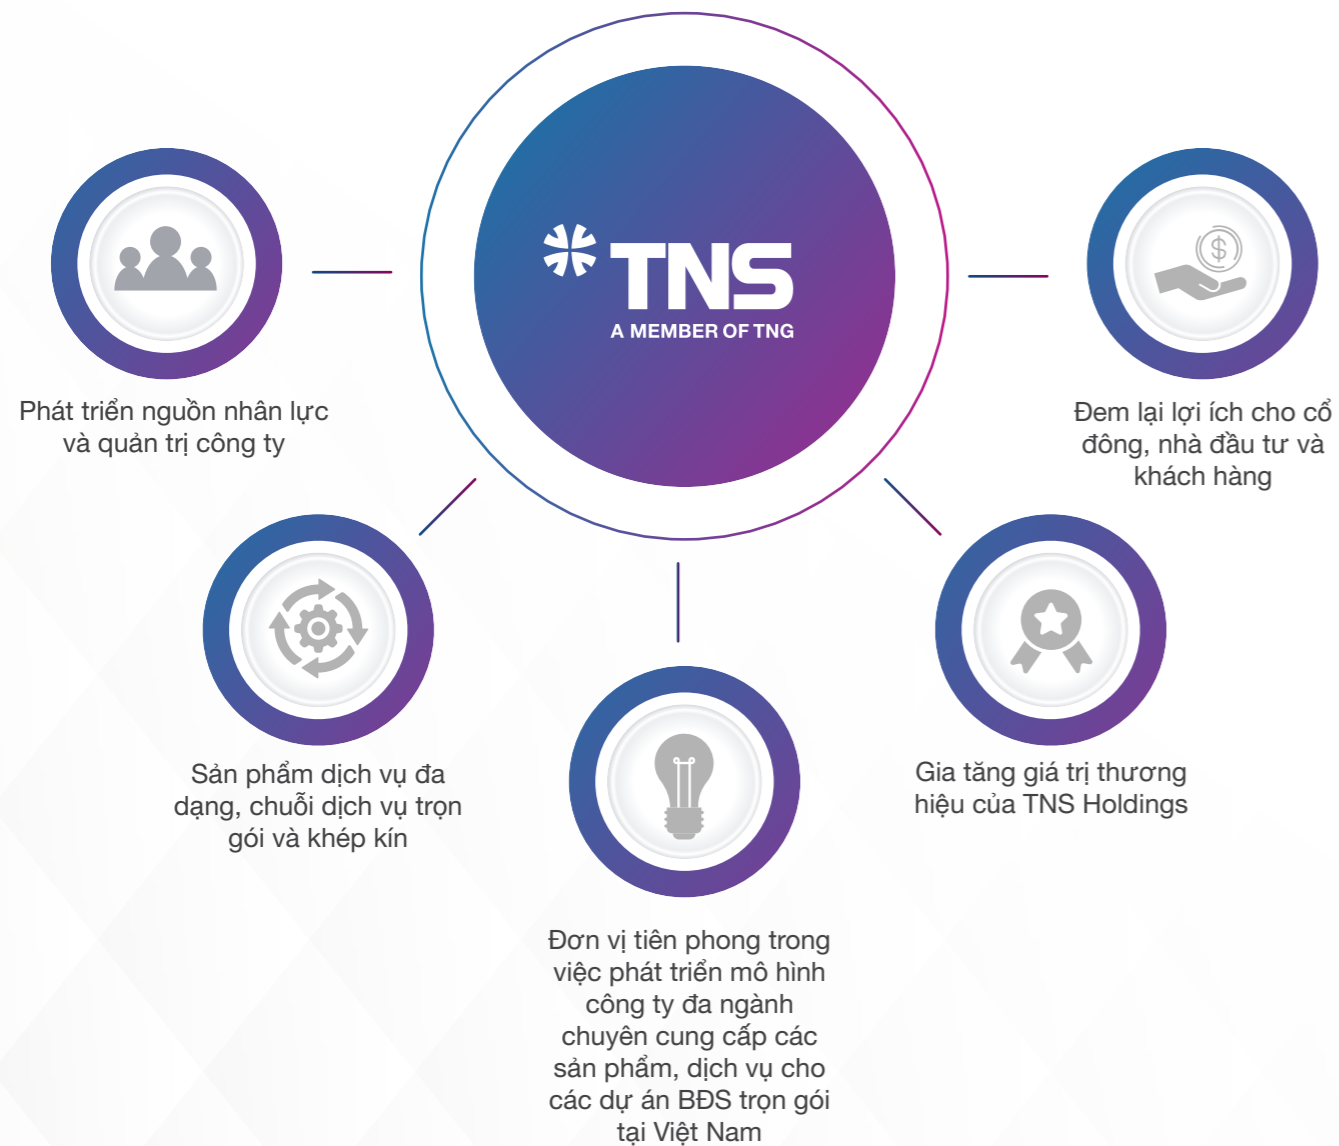 TNS
A MEMBER OF TNG
Phát triển nguồn nhân lực
và quản trị công ty
Đem lại lợi ích cho cổ
đông, nhà đầu tư và
khách hàng
Sản phẩm dịch vụ đa
dạng, chuỗi dịch vụ trọn
gói và khép kín
Gia tăng giá trị thương
hiệu của TNS Holdings
Đơn vị tiên phong trong
việc phát triển mô hình
công ty đa ngành
chuyên cung cấp các
sản phẩm, dịch vụ cho
các dự án BĐS trọn gói
tại Việt Nam